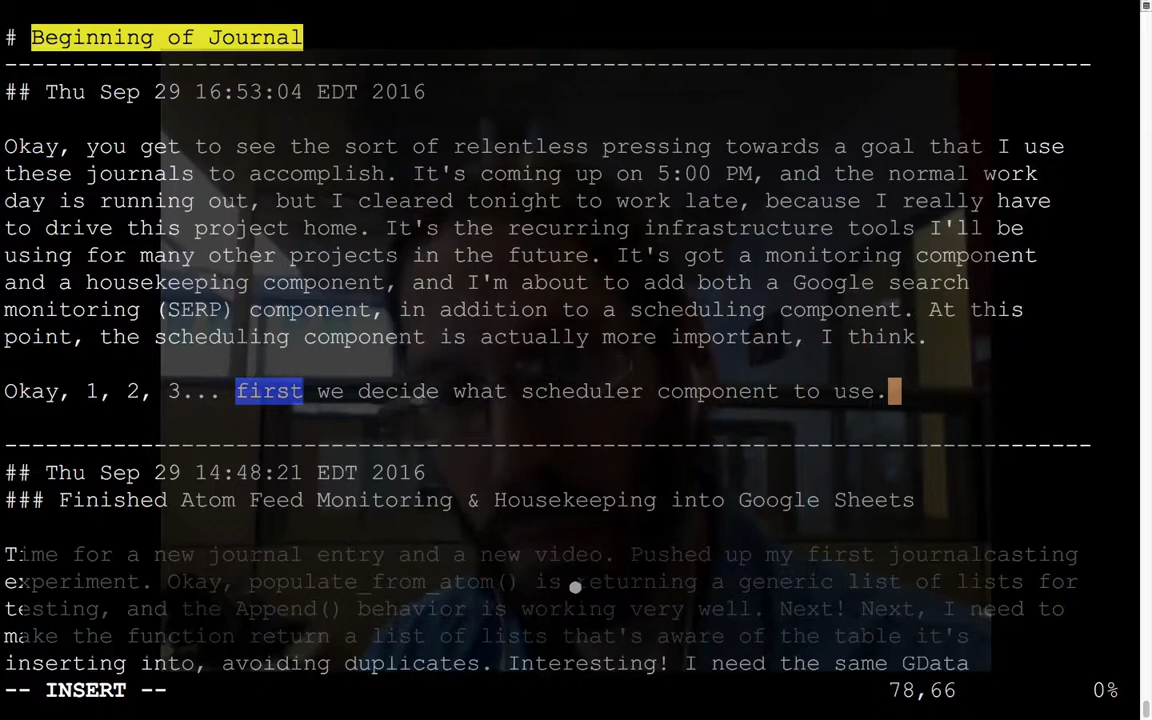 # Beginning of Journal
--------------------------------------------------------------------------------
## Thu Sep 29 16:53:04 EDT 2016
Okay, you get to see the sort of relentless pressing towards a goal that I use
these journals to accomplish. It's coming up on 5:00 PM, and the normal work
day is running out, but I cleared tonight to work late, because I really have
to drive this project home. It's the recurring infrastructure tools I'll be
using for many other projects in the future. It's got a monitoring component
and a housekeeping component, and I'm about to add both a Google search
monitoring (SERP) component, in addition to a scheduling component. At this
point, the scheduling component is actually more important, I think.
Okay, 1, 2, 3... first we decide what scheduler component to use.
--------------------------------------------------------------------------------
## Thu Sep 29 14:48:21 EDT 2016
### Finished Atom Feed Monitoring & Housekeeping into Google Sheets
Time for a new journal entry and a new video. Pushed up my first journalcasting
experiment. Okay, populate_from_atom() is returning a generic list of lists for
testing, and the Append() behavior is working very well. Next! Next, I need to
make the function return a list of lists that's aware of the table it's
inserting into, avoiding duplicates. Interesting! I need the same GData
-- INSERT -- 78,66 0%